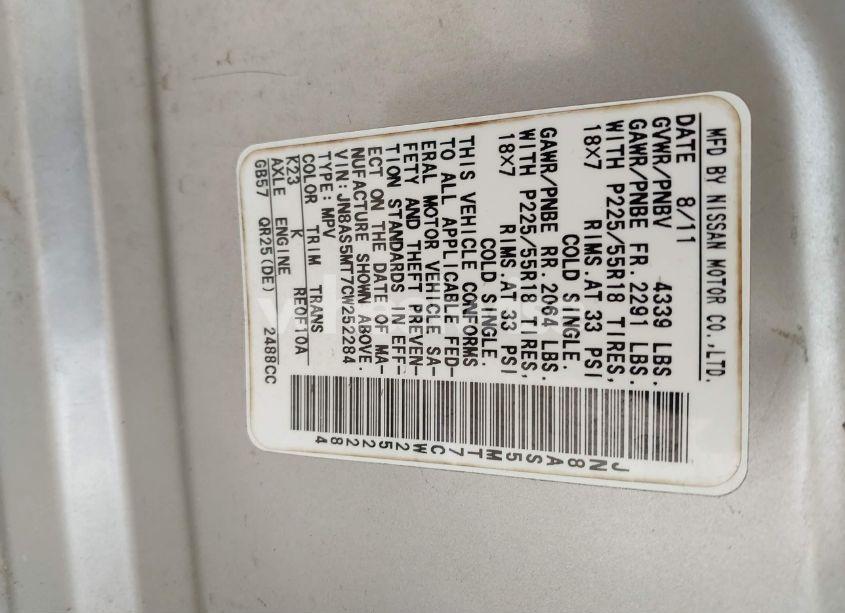 MFD BY NISSAN MOTOR CO.,LTD.
DATE 8/11
GVWR/PNBV 4339 LBS.
GAWR/PNBE FR. 2291 LBS.
WITH P225/55R18 TIRES,
18X7 RIMS.AT 33 PSI
COLD SINGLE.
GAWR/PNBE RR. 2064 LBS.
WITH P225/55R18 TIRES,
18X7 RIMS.AT 33 PSI
COLD SINGLE.
THIS VEHICLE CONFORMS
TO ALL APPLICABLE FED-
ERAL MOTOR VEHICLE SA-
FETY AND THEFT PREVEN-
TION STANDARDS IN EFF-
ECT ON THE DATE OF MA-
NUFACTURE SHOWN ABOVE.
VIN:JN8AS5MT7CW252284
TYPE:MPV
COLOR TRIM TRANS
K23 K RE0F10A
AXLE ENGINE
GB57 QR25(DE) 2488CC
JN8AS5MT7CW252284